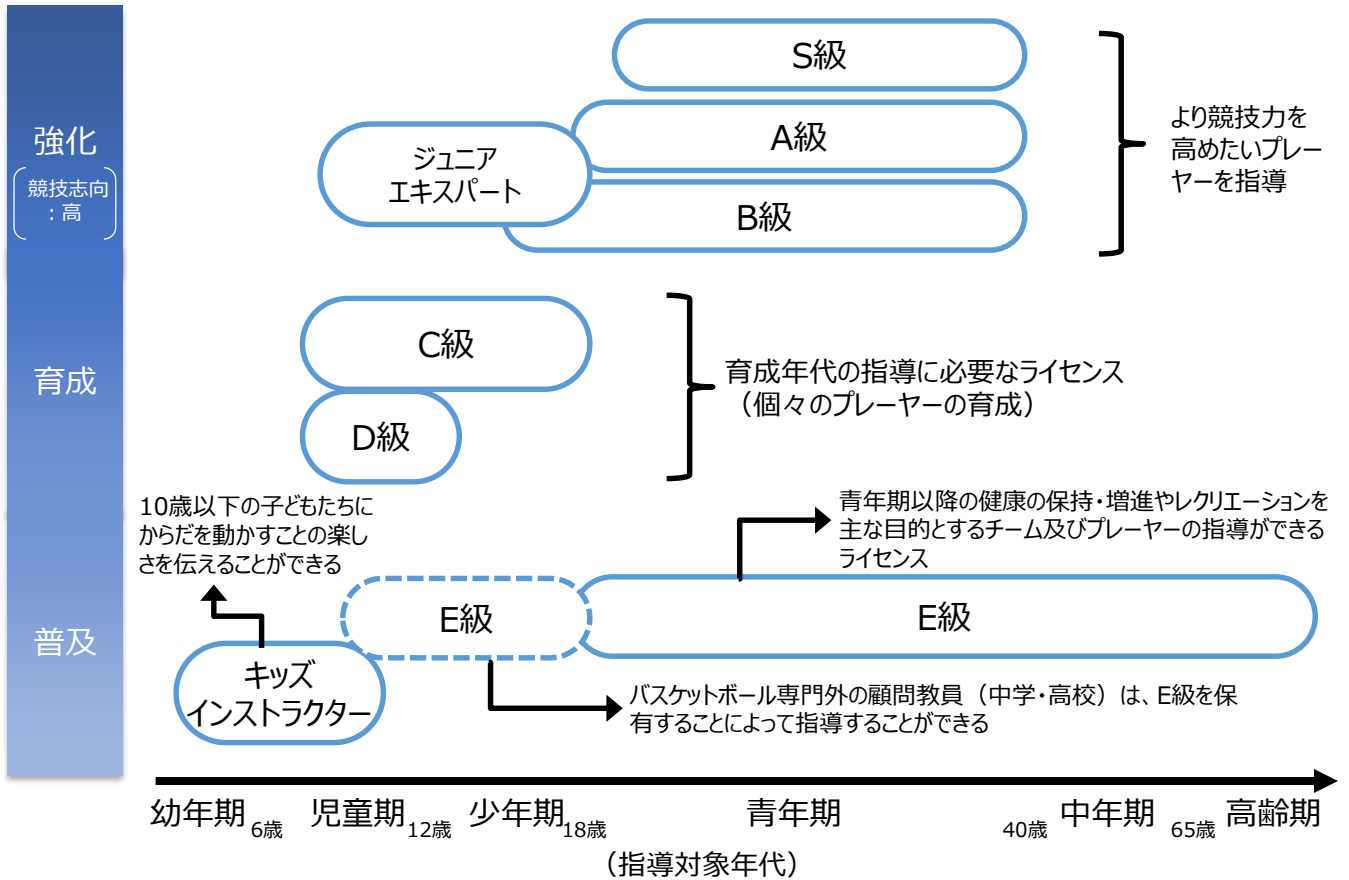 強化
競技志向
：高
育成
普及
S級
A級
B級
ジュニア
エキスパート
より競技力を
高めたいプレー
ヤーを指導
C級
D級
育成年代の指導に必要なライセンス
（個々のプレーヤーの育成）
10歳以下の子どもたちに
からだを動かすことの楽し
さを伝えることができる
青年期以降の健康の保持・増進やレクリエーションを
主な目的とするチーム及びプレーヤーの指導ができる
ライセンス
E級
E級
キッズ
インストラクター
バスケットボール専門外の顧問教員（中学・高校）は、E級を保
有することによって指導することができる
幼年期 6歳 児童期 12歳 少年期 18歳 青年期 40歳 中年期 65歳 高齢期
（指導対象年代）